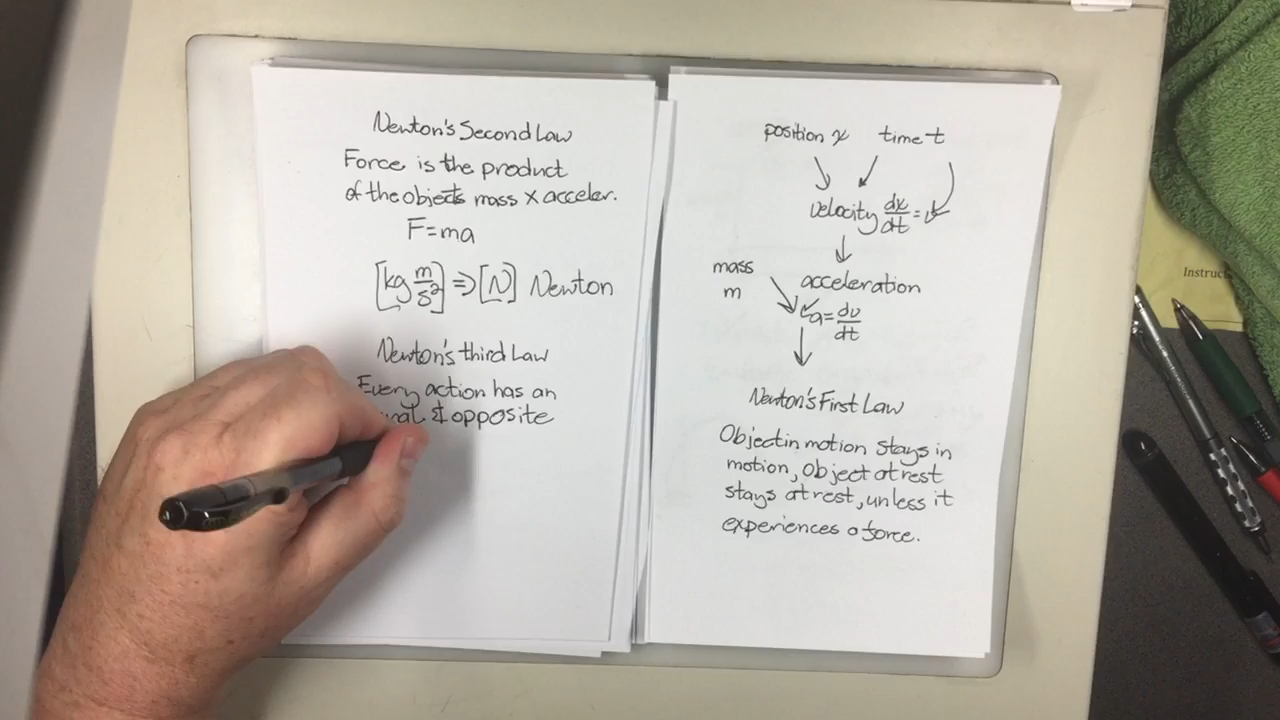 Newton's Second Law
Force is the product
of the objects mass x acceler.
F=ma
[kg m/s²] ⇒ [N] Newton
Newton's third Law
Every action has an
& opposite
position x time t
velocity dx/dt = v
mass
m
acceleration
a = dv/dt
Newton's First Law
Object in motion stays in
motion, Object at rest
stays at rest, unless it
experiences a force.